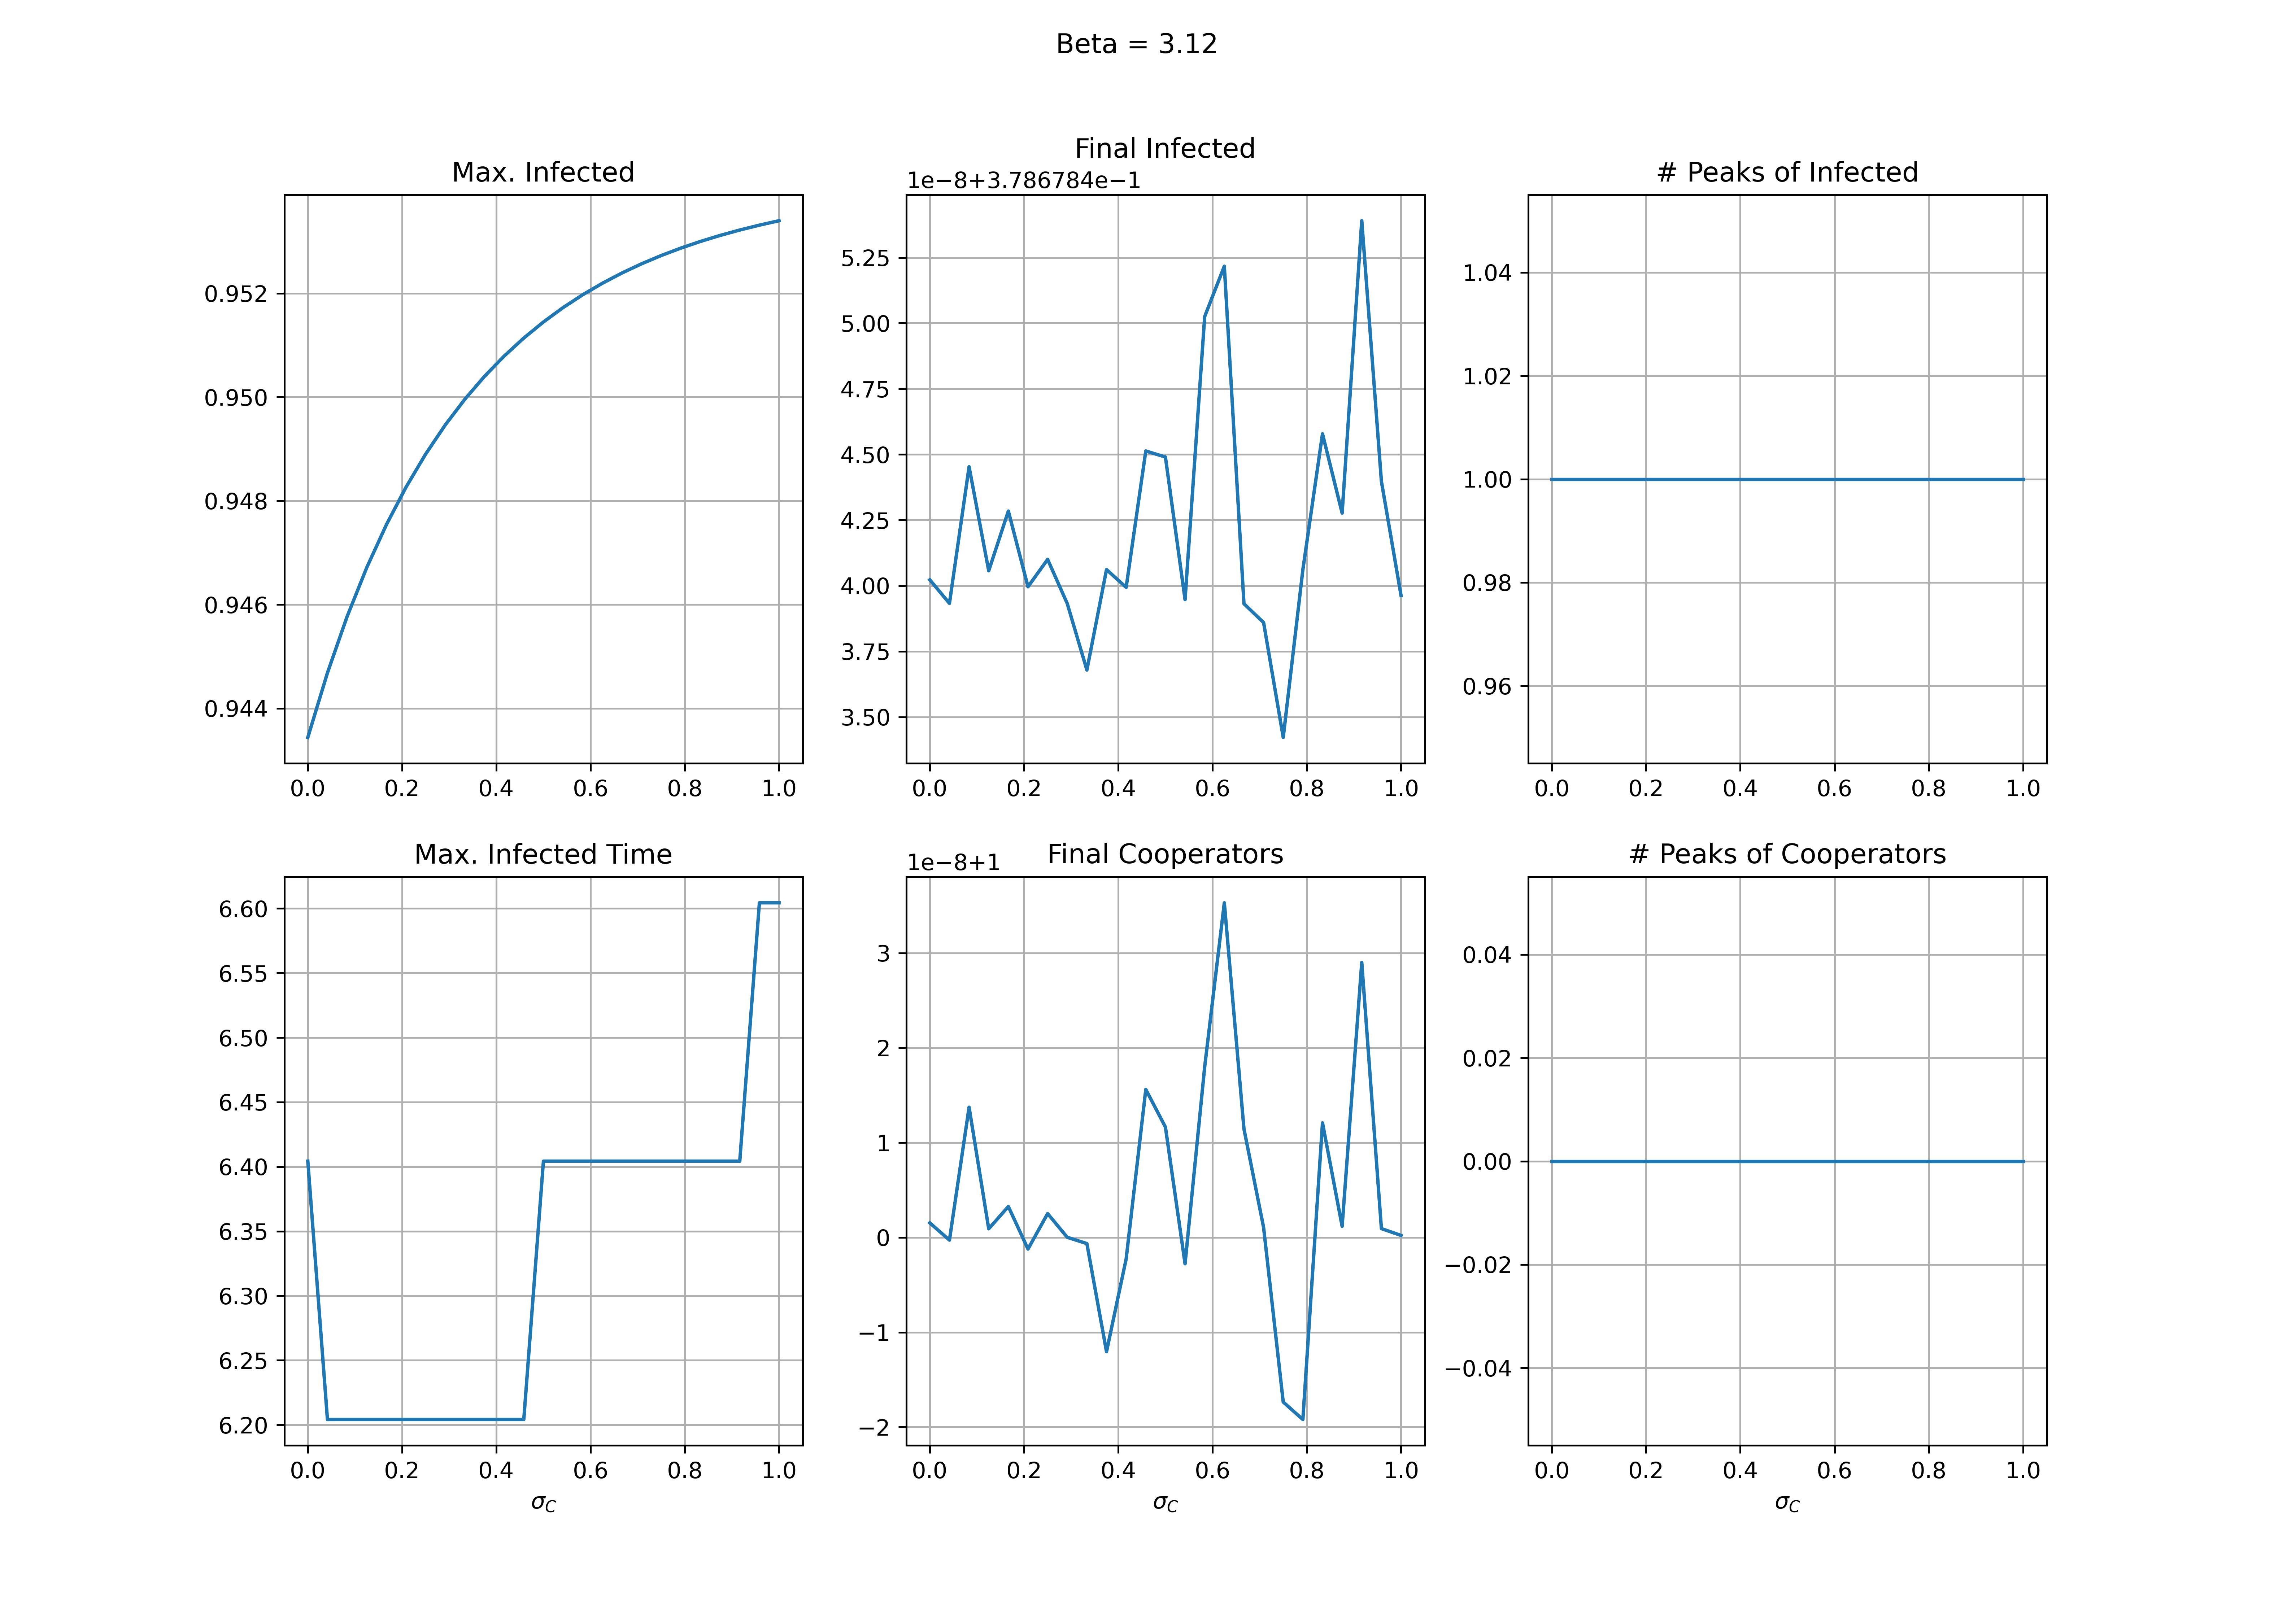 Beta = 3.12
Max. Infected
0.952
0.950
0.948
0.946
0.944
0.0 0.2 0.4 0.6 0.8 1.0
Final Infected
1e−8+3.786784e−1
5.25
5.00
4.75
4.50
4.25
4.00
3.75
3.50
0.0 0.2 0.4 0.6 0.8 1.0
# Peaks of Infected
1.04
1.02
1.00
0.98
0.96
0.0 0.2 0.4 0.6 0.8 1.0
Max. Infected Time
6.60
6.55
6.50
6.45
6.40
6.35
6.30
6.25
6.20
0.0 0.2 0.4 0.6 0.8 1.0
σC
Final Cooperators
1e−8+1
3
2
1
0
−1
−2
0.0 0.2 0.4 0.6 0.8 1.0
σC
# Peaks of Cooperators
0.04
0.02
0.00
−0.02
−0.04
0.0 0.2 0.4 0.6 0.8 1.0
σC